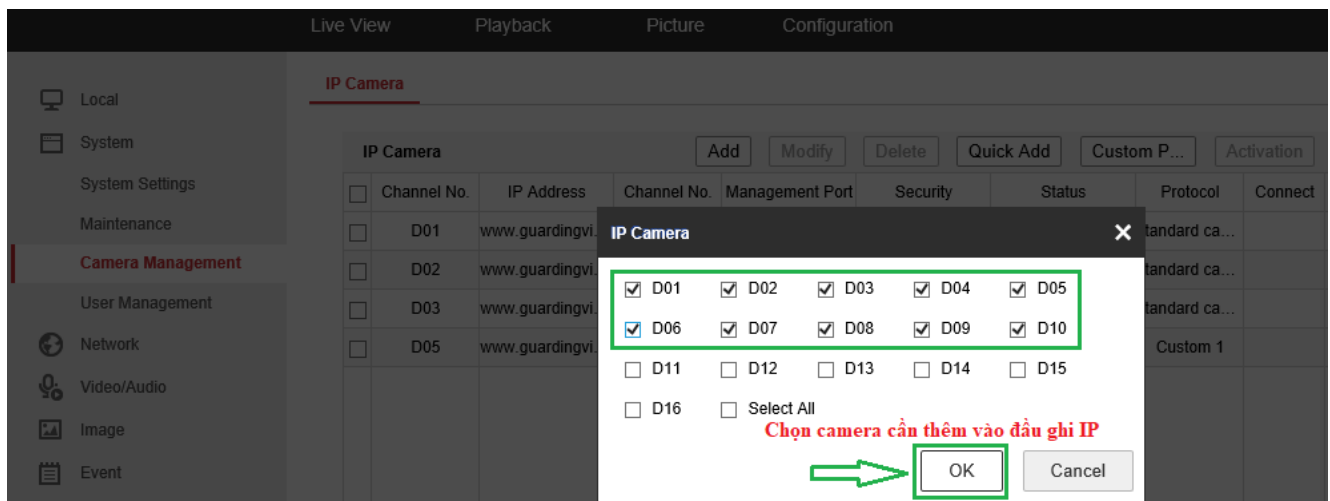 Live View Playback Picture Configuration
IP Camera
Local
System
System Settings
Maintenance
Camera Management
User Management
Network
Video/Audio
Image
Event
IP Camera Add Modify Delete Quick Add Custom P... Activation
Channel No. IP Address Channel No. Management Port Security Status Protocol Connect
D01 www.guardingvi. tandard ca...
D02 www.guardingvi. tandard ca...
D03 www.guardingvi. tandard ca...
D05 www.guardingvi. Custom 1
IP Camera
D01 D02 D03 D04 D05
D06 D07 D08 D09 D10
D11 D12 D13 D14 D15
D16 Select All
Chọn camera cần thêm vào đầu ghi IP
OK Cancel